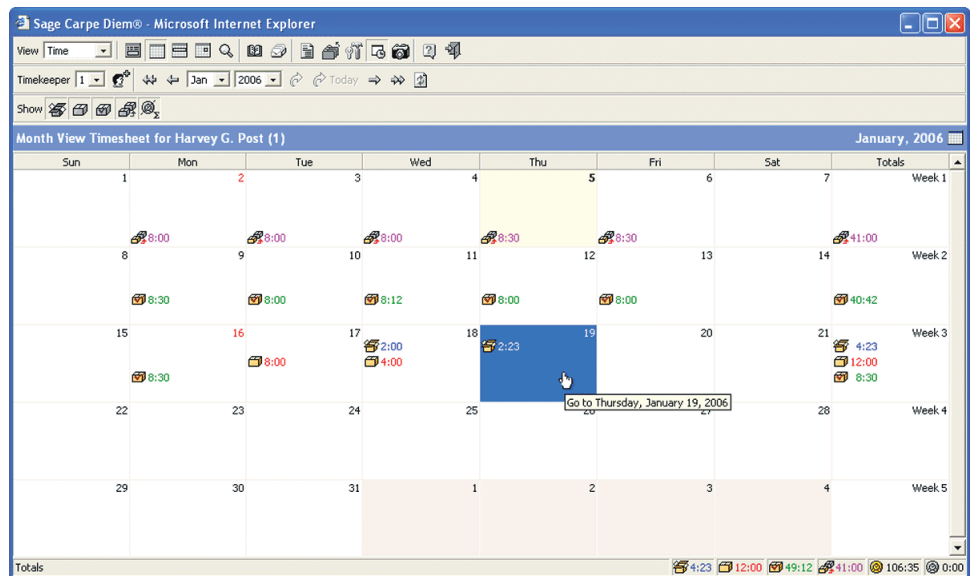 Sage Carpe Diem® - Microsoft Internet Explorer
View Time
Timekeeper 1 Jan 2006 Today
Show
Month View Timesheet for Harvey G. Post (1) January, 2006
Sun Mon Tue Wed Thu Fri Sat Totals
1 2 3 4 5 6 7 Week 1
8:00 8:00 8:00 8:30 8:30 41:00
8 9 10 11 12 13 14 Week 2
8:30 8:00 8:12 8:00 8:00 40:42
15 16 17 18 19 20 21 Week 3
2:00 2:23 4:23
8:00 4:00 12:00
8:30 8:30
Go to Thursday, January 19, 2006
22 23 24 25 26 27 28 Week 4
29 30 31 1 2 3 4 Week 5
Totals 4:23 12:00 49:12 41:00 106:35 0:00